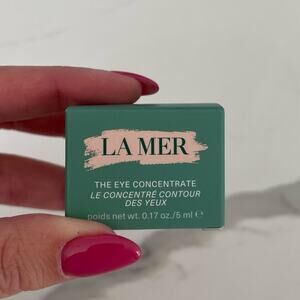 LA MER
THE EYE CONCENTRATE
LE CONCENTRÉ CONTOUR
DES YEUX
poids net wt. 0.17 oz./5 ml ℮